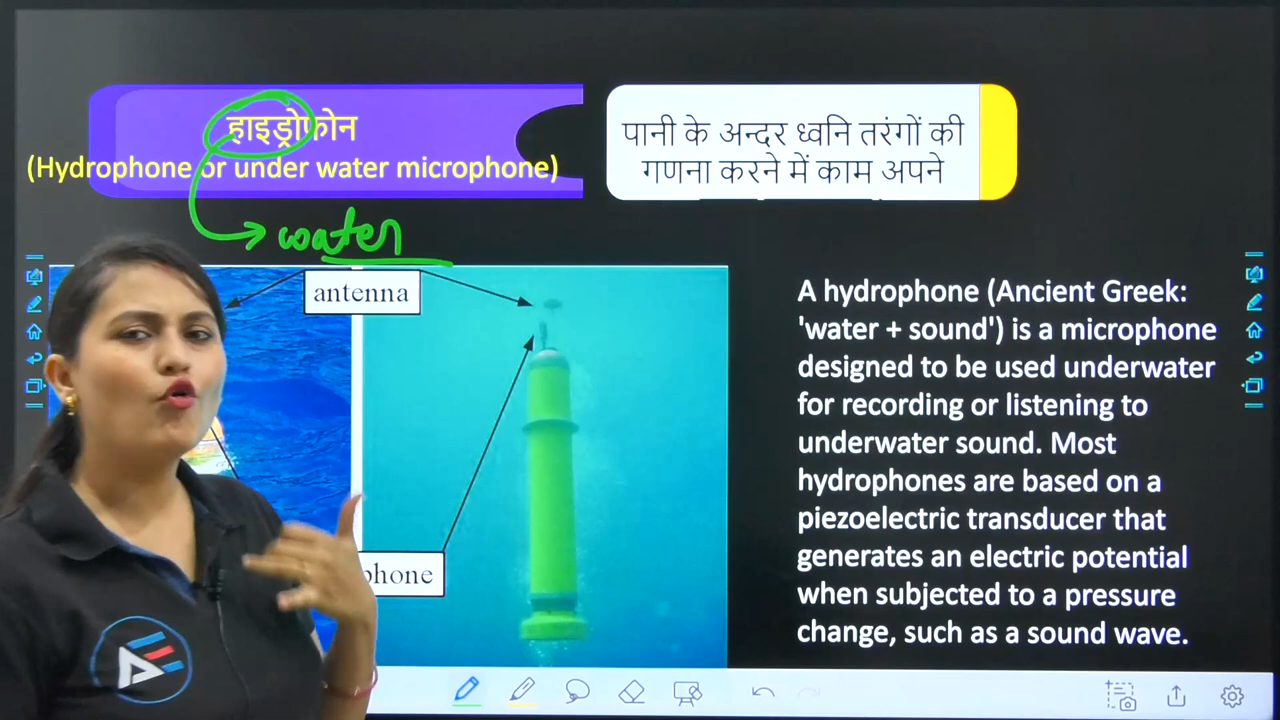 हाइड्रोफोन
(Hydrophone or under water microphone)
पानी के अन्दर ध्वनि तरंगों की
गणना करने में काम अपने
water
antenna
phone
A hydrophone (Ancient Greek:
'water + sound') is a microphone
designed to be used underwater
for recording or listening to
underwater sound. Most
hydrophones are based on a
piezoelectric transducer that
generates an electric potential
when subjected to a pressure
change, such as a sound wave.